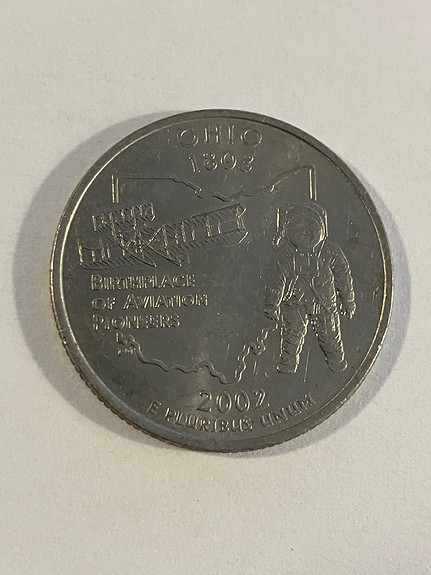 OHIO
1803
BIRTHPLACE
OF AVIATION
PIONEERS
2002
E PLURIBUS UNUM